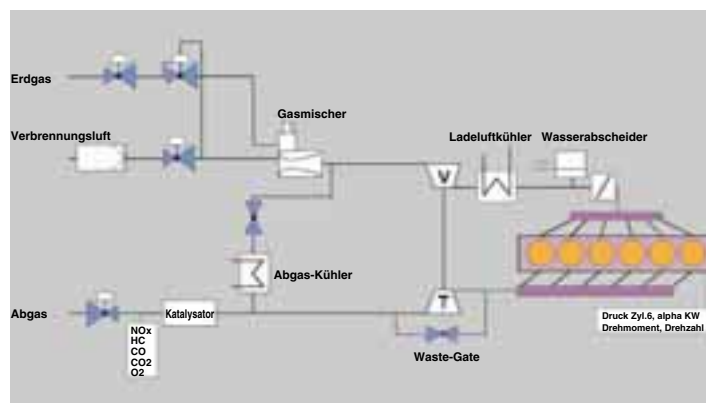 Erdgas
Gasmischer
Verbrennungsluft
Ladeluftkühler
Wasserabscheider
V
Abgas-Kühler
T
Abgas
Katalysator
NOx
HC
CO
CO2
O2
Waste-Gate
Druck Zyl.6, alpha KW
Drehmoment, Drehzahl